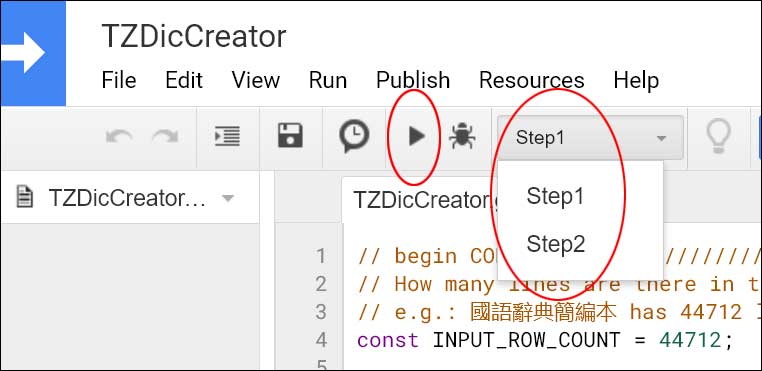 TZDicCreator
File Edit View Run Publish Resources Help
Step1
TZDicCreator...
TZDicCreator.g
Step1
Step2
1 // begin CO /////////
2 // How many lines are there in t
3 // e.g.: 國語辭典簡編本 has 44712
4 const INPUT_ROW_COUNT = 44712;
5